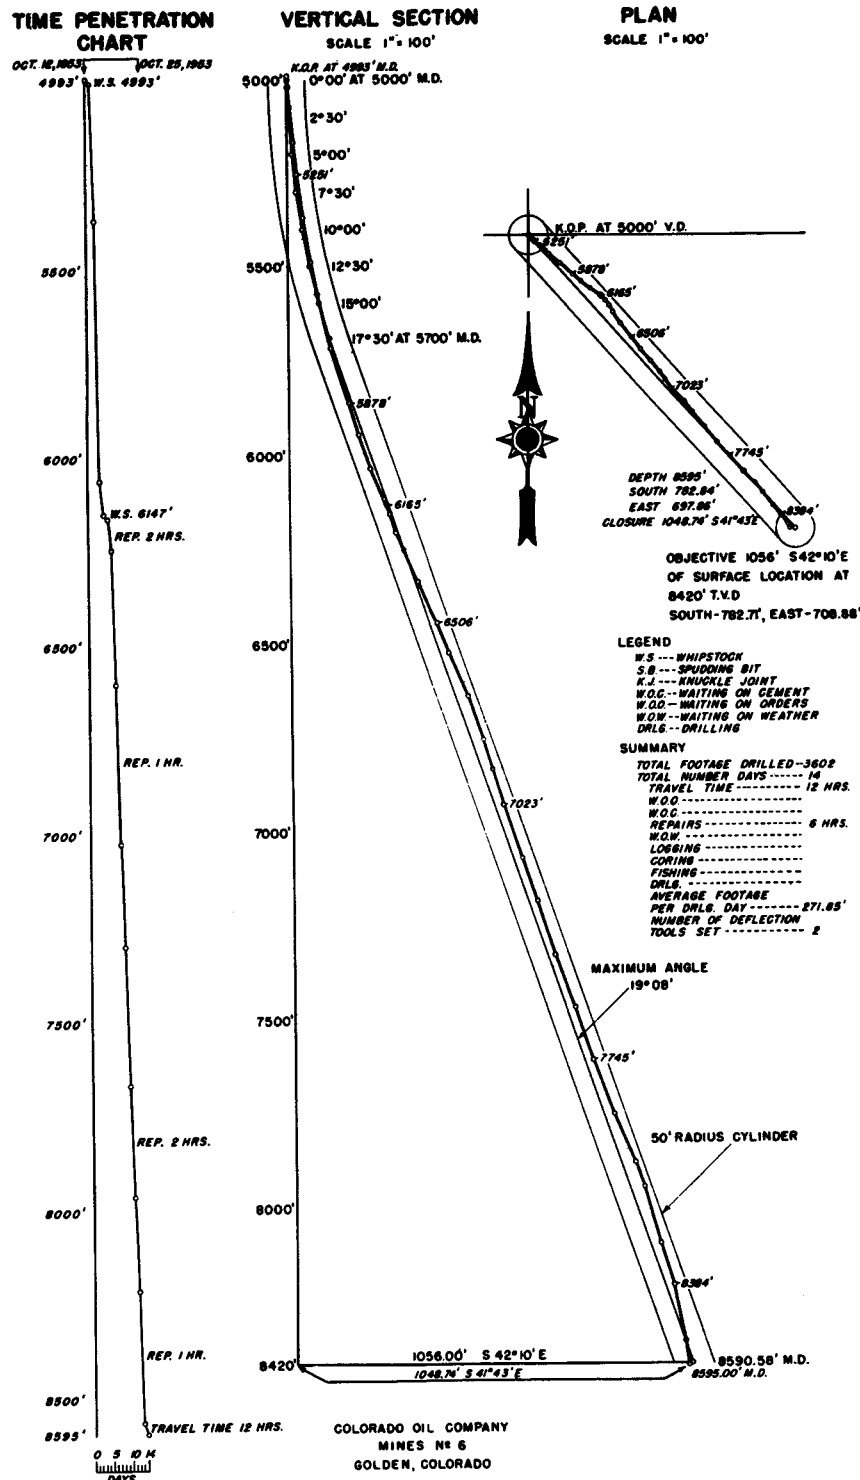 TIME PENETRATION
CHART
OCT. 12, 1953
OCT. 25, 1953
4993'
W.S. 4993'
5500'
6000'
W.S. 6147'
REP. 2 HRS.
6500'
REP. 1 HR.
7000'
7500'
REP. 2 HRS.
8000'
REP. 1 HR.
8500'
8595'
TRAVEL TIME 12 HRS.
0 5 10 14
DAYS
VERTICAL SECTION
SCALE 1"= 100'
K.O.P. AT 4993' M.D.
5000'
0°00' AT 5000' M.D.
2°30'
5°00'
5251'
7°30'
10°00'
5500'
12°30'
15°00'
17°30' AT 5700' M.D.
5878'
6000'
6165'
6506'
6500'
7023'
7000'
MAXIMUM ANGLE
19°08'
7500'
7745'
50' RADIUS CYLINDER
8000'
8384'
1056.00' S 42°10' E
8420'
8590.58' M.D.
1048.74' S 41°43' E
8595.00' M.D.
COLORADO OIL COMPANY
MINES Nº 6
GOLDEN, COLORADO
PLAN
SCALE 1"= 100'
K.O.P. AT 5000' V.D.
5251'
5878'
6165'
6506'
7023'
N
7745'
DEPTH 8595'
SOUTH 782.84'
EAST 697.86'
8384'
CLOSURE 1048.74' S41°43'E
OBJECTIVE 1056' S42°10'E
OF SURFACE LOCATION AT
8420' T.V.D
SOUTH-782.71', EAST-708.88'
LEGEND
W.S.---WHIPSTOCK
S.B.---SPUDDING BIT
K.J.---KNUCKLE JOINT
W.O.C.--WAITING ON CEMENT
W.O.O.--WAITING ON ORDERS
W.O.W.--WAITING ON WEATHER
DRLG.--DRILLING
SUMMARY
TOTAL FOOTAGE DRILLED--3602
TOTAL NUMBER DAYS----- 14
TRAVEL TIME----------- 12 HRS.
W.O.O.----------------
W.O.C.----------------
REPAIRS -------------- 6 HRS.
W.O.W. ---------------
LOGGING --------------
CORING ---------------
FISHING --------------
DRLG. ----------------
AVERAGE FOOTAGE
PER DRLG. DAY ------- 271.85'
NUMBER OF DEFLECTION
TOOLS SET ----------- 2